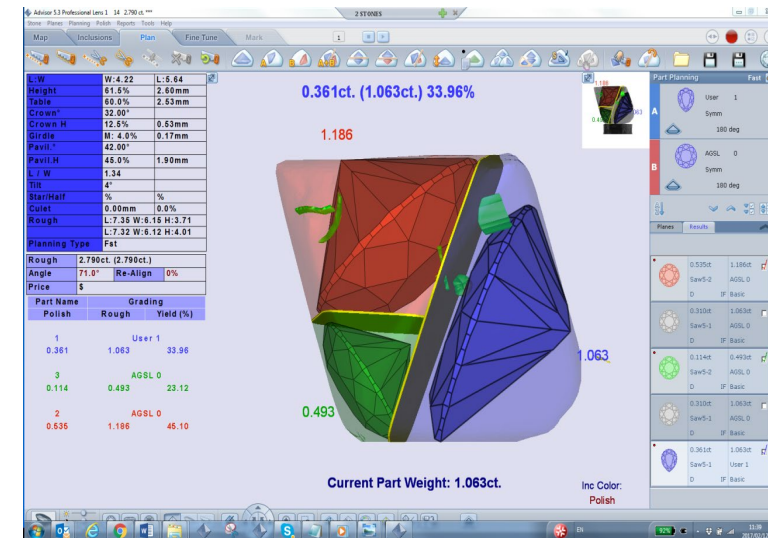 Advisor 5.3 Professional Lens 1 14 2.790 ct. ***
2 STONES
Stone Planes Planning Polish Reports Tools Help
Map Inclusions Plan Fine Tune Mark
1
L:W W:4.22 L:5.64
Height 61.5% 2.60mm
Table 60.0% 2.53mm
Crown° 32.00°
Crown H 12.5% 0.53mm
Girdle M: 4.0% 0.17mm
Pavil.° 42.00°
Pavil.H 45.0% 1.90mm
L / W 1.34
Tilt 4°
Star/Half % %
Culet 0.00mm 0.0%
Rough L:7.35 W:6.15 H:3.71
L:7.32 W:6.12 H:4.01
Planning Type Fst
Rough 2.790ct. (2.790ct.)
Angle 71.0° Re-Align 0%
Price $
Part Name Grading
Polish Rough Yield (%)
1 User 1
0.361 1.063 33.96
3 AGSL 0
0.114 0.493 23.12
2 AGSL 0
0.535 1.186 45.10
0.361ct. (1.063ct.) 33.96%
1.186
1.063
0.493
Current Part Weight: 1.063ct.
Inc Color:
Polish
1.186
Part Planning Fast
A User 1
Symm
180 deg
B AGSL 0
Symm
180 deg
Planes Results
0.535ct 1.186ct
Saw5-2 AGSL 0
D IF Basic
0.310ct 1.063ct
Saw5-1 AGSL 0
D IF Basic
0.114ct 0.493ct
Saw5-2 AGSL 0
D IF Basic
0.310ct 1.063ct
Saw5-1 AGSL 0
D IF Basic
0.361ct 1.063ct
Saw5-1 User 1
D IF Basic
EN
92%
11:39